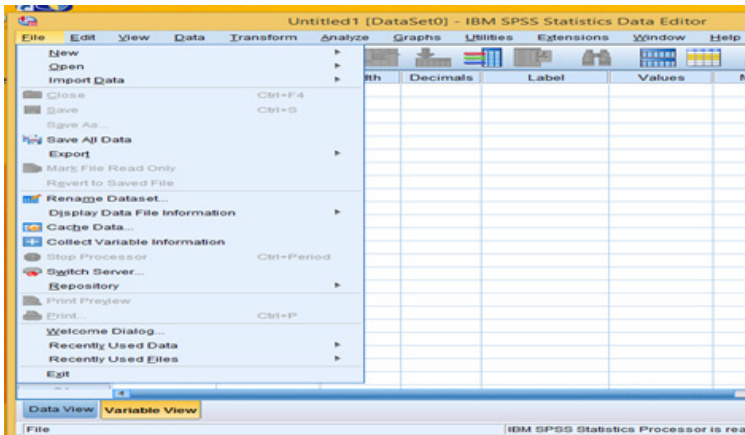 Untitled1 [DataSet0] - IBM SPSS Statistics Data Editor
File Edit View Data Transform Analyze Graphs Utilities Extensions Window Help
New
Open
Import Data
Close Ctrl+F4
Save Ctrl+S
Save As...
Save All Data
Export
Mark File Read Only
Revert to Saved File
Rename Dataset...
Display Data File Information
Cache Data...
Collect Variable Information
Stop Processor Ctrl+Period
Switch Server...
Repository
Print Preview
Print... Ctrl+P
Welcome Dialog...
Recently Used Data
Recently Used Files
Exit
th Decimals Label Values
Data View Variable View
File IBM SPSS Statistics Processor is rea